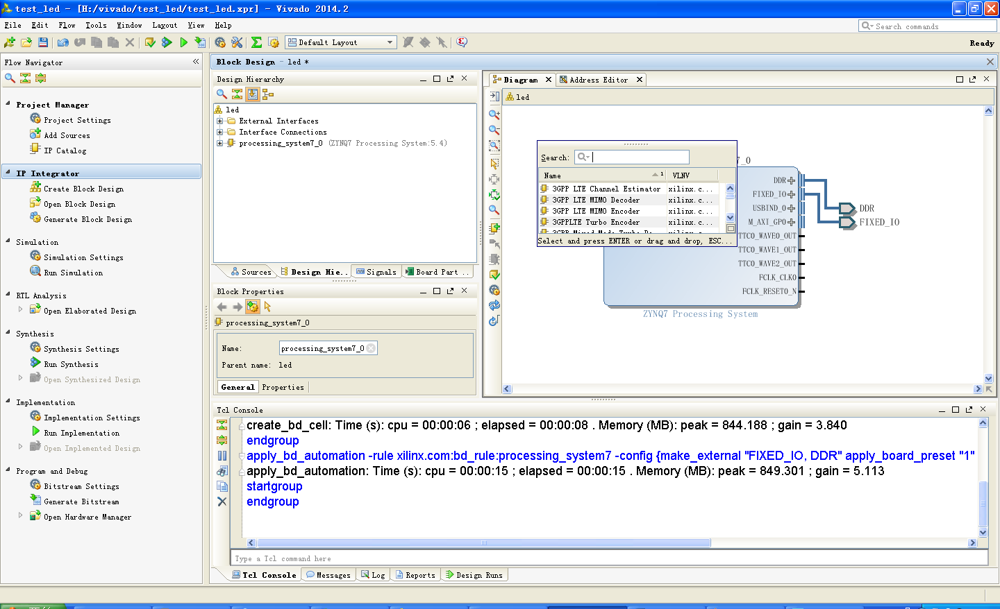 test_led - [H:/vivado/test_led/test_led.xpr] - Vivado 2014.2
File Edit Flow Tools Window Layout View Help
Search commands
Default Layout
Ready
Flow Navigator
Project Manager
Project Settings
Add Sources
IP Catalog
IP Integrator
Create Block Design
Open Block Design
Generate Block Design
Simulation
Simulation Settings
Run Simulation
RTL Analysis
Open Elaborated Design
Synthesis
Synthesis Settings
Run Synthesis
Open Synthesized Design
Implementation
Implementation Settings
Run Implementation
Open Implemented Design
Program and Debug
Bitstream Settings
Generate Bitstream
Open Hardware Manager
Block Design - led *
Design Hierarchy
led
External Interfaces
Interface Connections
processing_system7_0 (ZYNQ7 Processing System:5.4)
Sources
Design Hie..
Signals
Board Part ..
Block Properties
processing_system7_0
Name: processing_system7_0
Parent name: led
General Properties
Diagram
Address Editor
led
Search:
Name 1 VLNV
3GPP LTE Channel Estimator xilinx.c...
3GPP LTE MIMO Decoder xilinx.c...
3GPP LTE MIMO Encoder xilinx.c...
3GPPLTE Turbo Encoder xilinx.c...
Select and press ENTER or drag and drop, ESC...
7_0
DDR
FIXED_IO
USBIND_0
M_AXI_GP0
TTC0_WAVE0_OUT
TTC0_WAVE1_OUT
TTC0_WAVE2_OUT
FCLK_CLK0
FCLK_RESET0_N
DDR
FIXED_IO
ZYNQ7 Processing System
Tcl Console
create_bd_cell: Time (s): cpu = 00:00:06 ; elapsed = 00:00:08 . Memory (MB): peak = 844.188 ; gain = 3.840
endgroup
apply_bd_automation -rule xilinx.com:bd_rule:processing_system7 -config {make_external "FIXED_IO, DDR" apply_board_preset "1"
apply_bd_automation: Time (s): cpu = 00:00:15 ; elapsed = 00:00:15 . Memory (MB): peak = 849.301 ; gain = 5.113
startgroup
endgroup
Type a Tcl command here
Tcl Console
Messages
Log
Reports
Design Runs